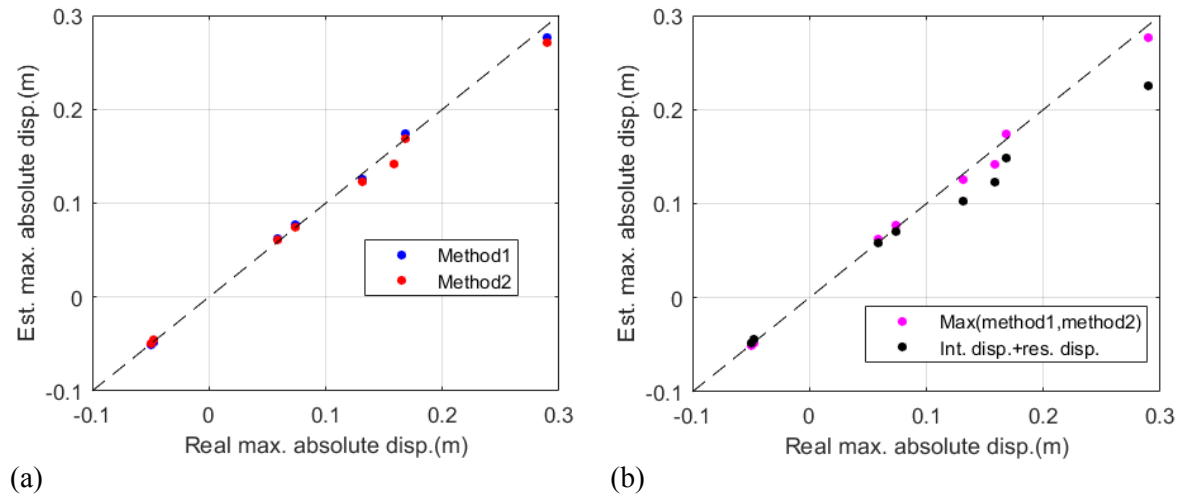 0.3
0.2
0.1
0
-0.1
Est. max. absolute disp.(m)
Method1
Method2
-0.1 0 0.1 0.2 0.3
Real max. absolute disp.(m)
(a)
0.3
0.2
0.1
0
-0.1
Est. max. absolute disp.(m)
Max(method1,method2)
Int. disp.+res. disp.
-0.1 0 0.1 0.2 0.3
Real max. absolute disp.(m)
(b)